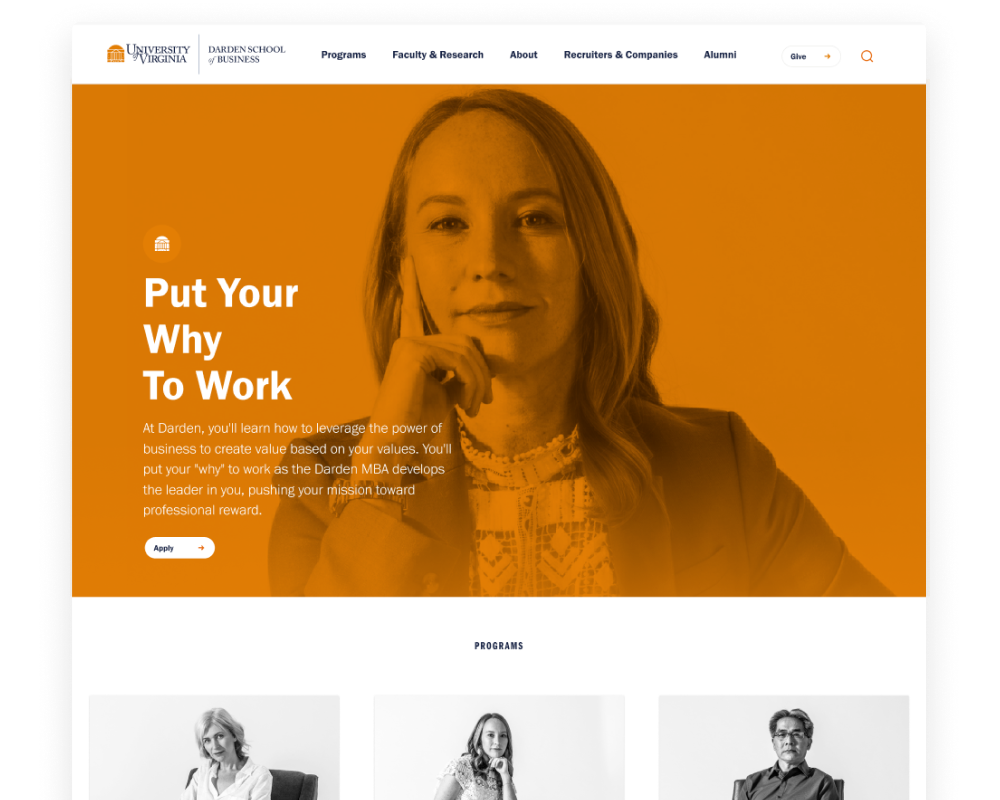 UNIVERSITY
of VIRGINIA
DARDEN SCHOOL
of BUSINESS
Programs
Faculty & Research
About
Recruiters & Companies
Alumni
Give
Put Your
Why
To Work
At Darden, you'll learn how to leverage the power of
business to create value based on your values. You'll
put your "why" to work as the Darden MBA develops
the leader in you, pushing your mission toward
professional reward.
Apply
PROGRAMS